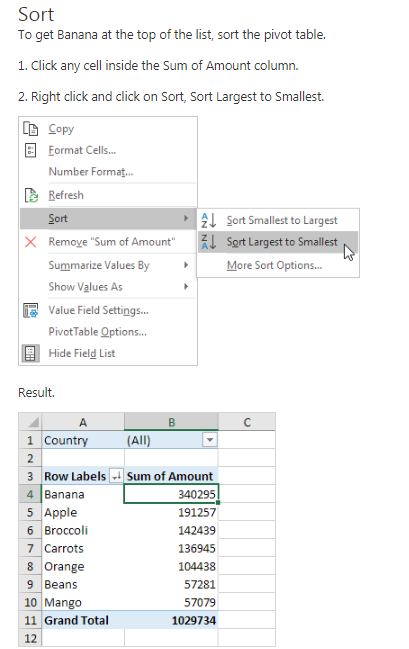 Sort
To get Banana at the top of the list, sort the pivot table.
1. Click any cell inside the Sum of Amount column.
2. Right click and click on Sort, Sort Largest to Smallest.
Copy
Format Cells...
Number Format...
Refresh
Sort
Sort Smallest to Largest
Remove "Sum of Amount"
Sort Largest to Smallest
Summarize Values By
More Sort Options...
Show Values As
Value Field Settings...
PivotTable Options...
Hide Field List
Result.
A B C
1 Country (All)
2
3 Row Labels Sum of Amount
4 Banana 340295
5 Apple 191257
6 Broccoli 142439
7 Carrots 136945
8 Orange 104438
9 Beans 57281
10 Mango 57079
11 Grand Total 1029734
12